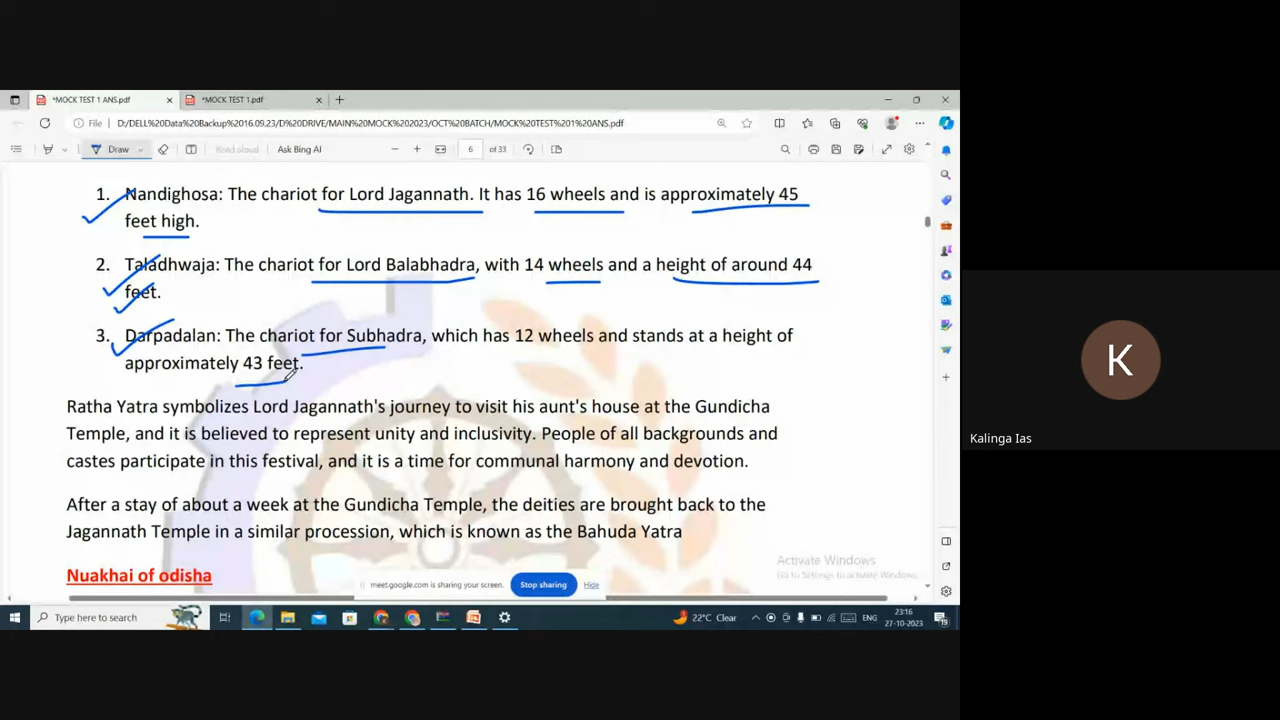 *MOCK TEST 1 ANS.pdf
*MOCK TEST 1.pdf
File
D:/DELL%20Data%20Backup%2016.09.23/D%20DRIVE/MAIN%20MOCK%202023/OCT%20BATCH/MOCK%20TEST%201%20ANS.pdf
Draw
Read aloud
Ask Bing AI
6
of 33
1. Nandighosa: The chariot for Lord Jagannath. It has 16 wheels and is approximately 45
feet high.
2. Taladhwaja: The chariot for Lord Balabhadra, with 14 wheels and a height of around 44
feet.
3. Darpadalan: The chariot for Subhadra, which has 12 wheels and stands at a height of
approximately 43 feet.
Ratha Yatra symbolizes Lord Jagannath's journey to visit his aunt's house at the Gundicha
Temple, and it is believed to represent unity and inclusivity. People of all backgrounds and
castes participate in this festival, and it is a time for communal harmony and devotion.
After a stay of about a week at the Gundicha Temple, the deities are brought back to the
Jagannath Temple in a similar procession, which is known as the Bahuda Yatra
Nuakhai of odisha
Activate Windows
Go to Settings to activate Windows.
meet.google.com is sharing your screen.
Stop sharing
Hide
Type here to search
22°C Clear
ENG
23:16
27-10-2023
19
K
Kalinga Ias